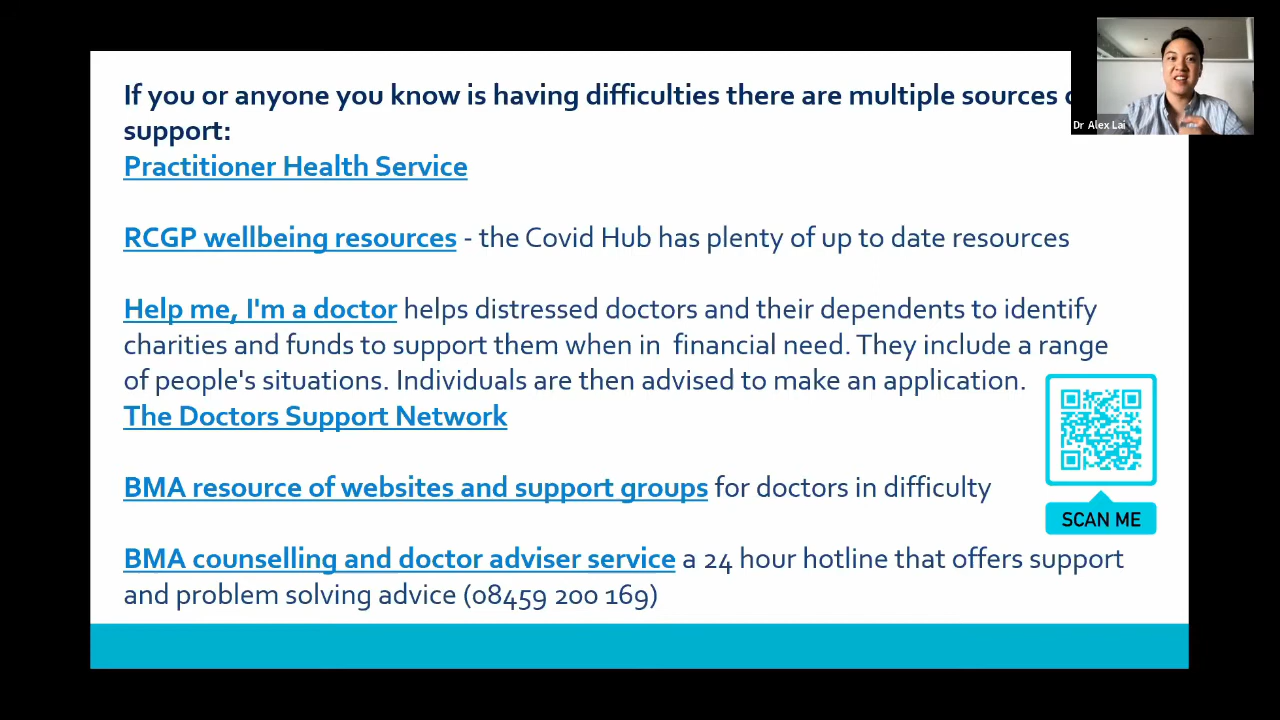 If you or anyone you know is having difficulties there are multiple sources
support:
Practitioner Health Service
RCGP wellbeing resources - the Covid Hub has plenty of up to date resources
Help me, I'm a doctor helps distressed doctors and their dependents to identify
charities and funds to support them when in  financial need. They include a range
of people's situations. Individuals are then advised to make an application.
The Doctors Support Network
BMA resource of websites and support groups for doctors in difficulty
BMA counselling and doctor adviser service a 24 hour hotline that offers support
and problem solving advice (08459 200 169)
SCAN ME
Dr Alex Lai